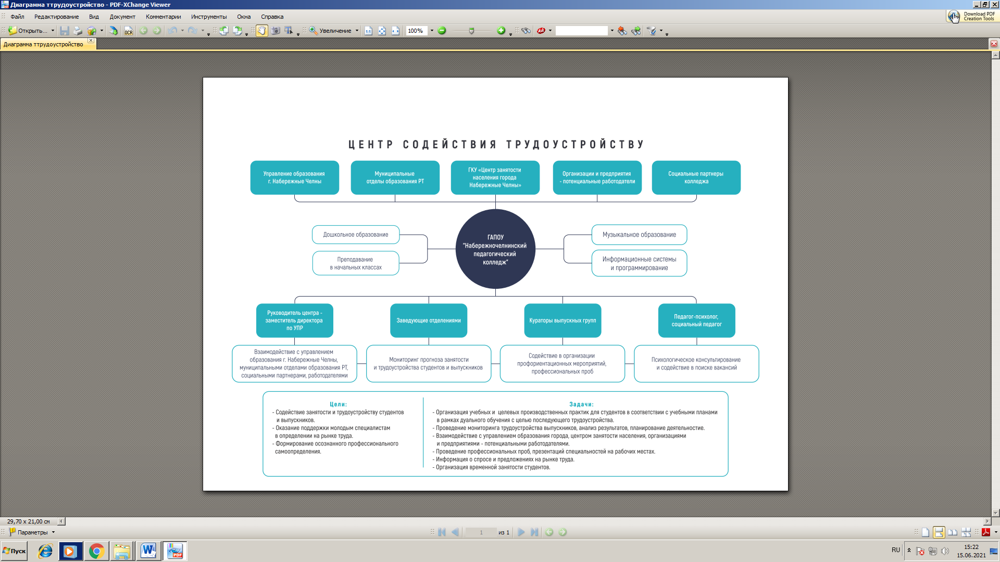 Диаграмма ттрудоустройство - PDF-XChange Viewer
Файл Редактирование Вид Документ Комментарии Инструменты Окна Справка
Download PDF
Creation Tools
Открыть... OCR Увеличение 1:1 100% Ask
Диаграмма ттрудоустройство
ЦЕНТР СОДЕЙСТВИЯ ТРУДОУСТРОЙСТВУ
Управление образования
г. Набережные Челны
Муниципальные
отделы образования РТ
ГКУ «Центр занятости
населения города
Набережные Челны»
Организации и предприятия
- потенциальные работодатели
Социальные партнеры
колледжа
Дошкольное образование
Преподавание
в начальных классах
ГАПОУ
"Набережночелнинский
педагогический
колледж"
Музыкальное образование
Информационные системы
и программирование
Руководитель центра -
заместитель директора
по УПР
Заведующие отделениями
Кураторы выпускных групп
Педагог-психолог,
социальный педагог
Взаимодействие с управлением
образования г. Набережные Челны,
муниципальными отделами образования РТ,
социальными партнерами, работодателями
Мониторинг прогноза занятости
и трудоустройства студентов и выпускников
Содействие в организации
профориентационных мероприятий,
профессиональных проб
Психологическое консультирование
и содействие в поиске вакансий
Цели:
- Содействие занятости и трудоустройству студентов
и выпускников.
- Оказание поддержки молодым специалистам
в определении на рынке труда.
- Формирование осознанного профессионального
самоопределения.
Задачи:
- Организация учебных и целевых производственных практик для студентов в соответствии с учебными планами
в рамках дуального обучения с целью последующего трудоустройства.
- Проведение мониторинга трудоустройства выпускников, анализ результатов, планирование деятельностие.
- Взаимодействие с управлением образования города, центром занятости населения, организациями
и предприятиями - потенциальными работодателями.
- Проведение профессиональных проб, презентаций специальностей на рабочих местах.
- Информация о спросе и предложениях на рынке труда.
- Организация временной занятости студентов.
29,70 x 21,00 см
Параметры 1 из 1
Пуск PDF RU 15:22
15.06.2021